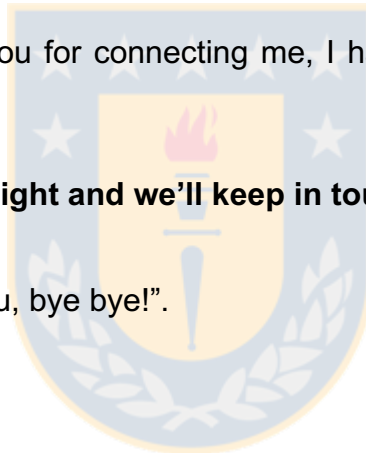 ou for connecting me, I h
ight and we'll keep in tou
u, bye bye!".